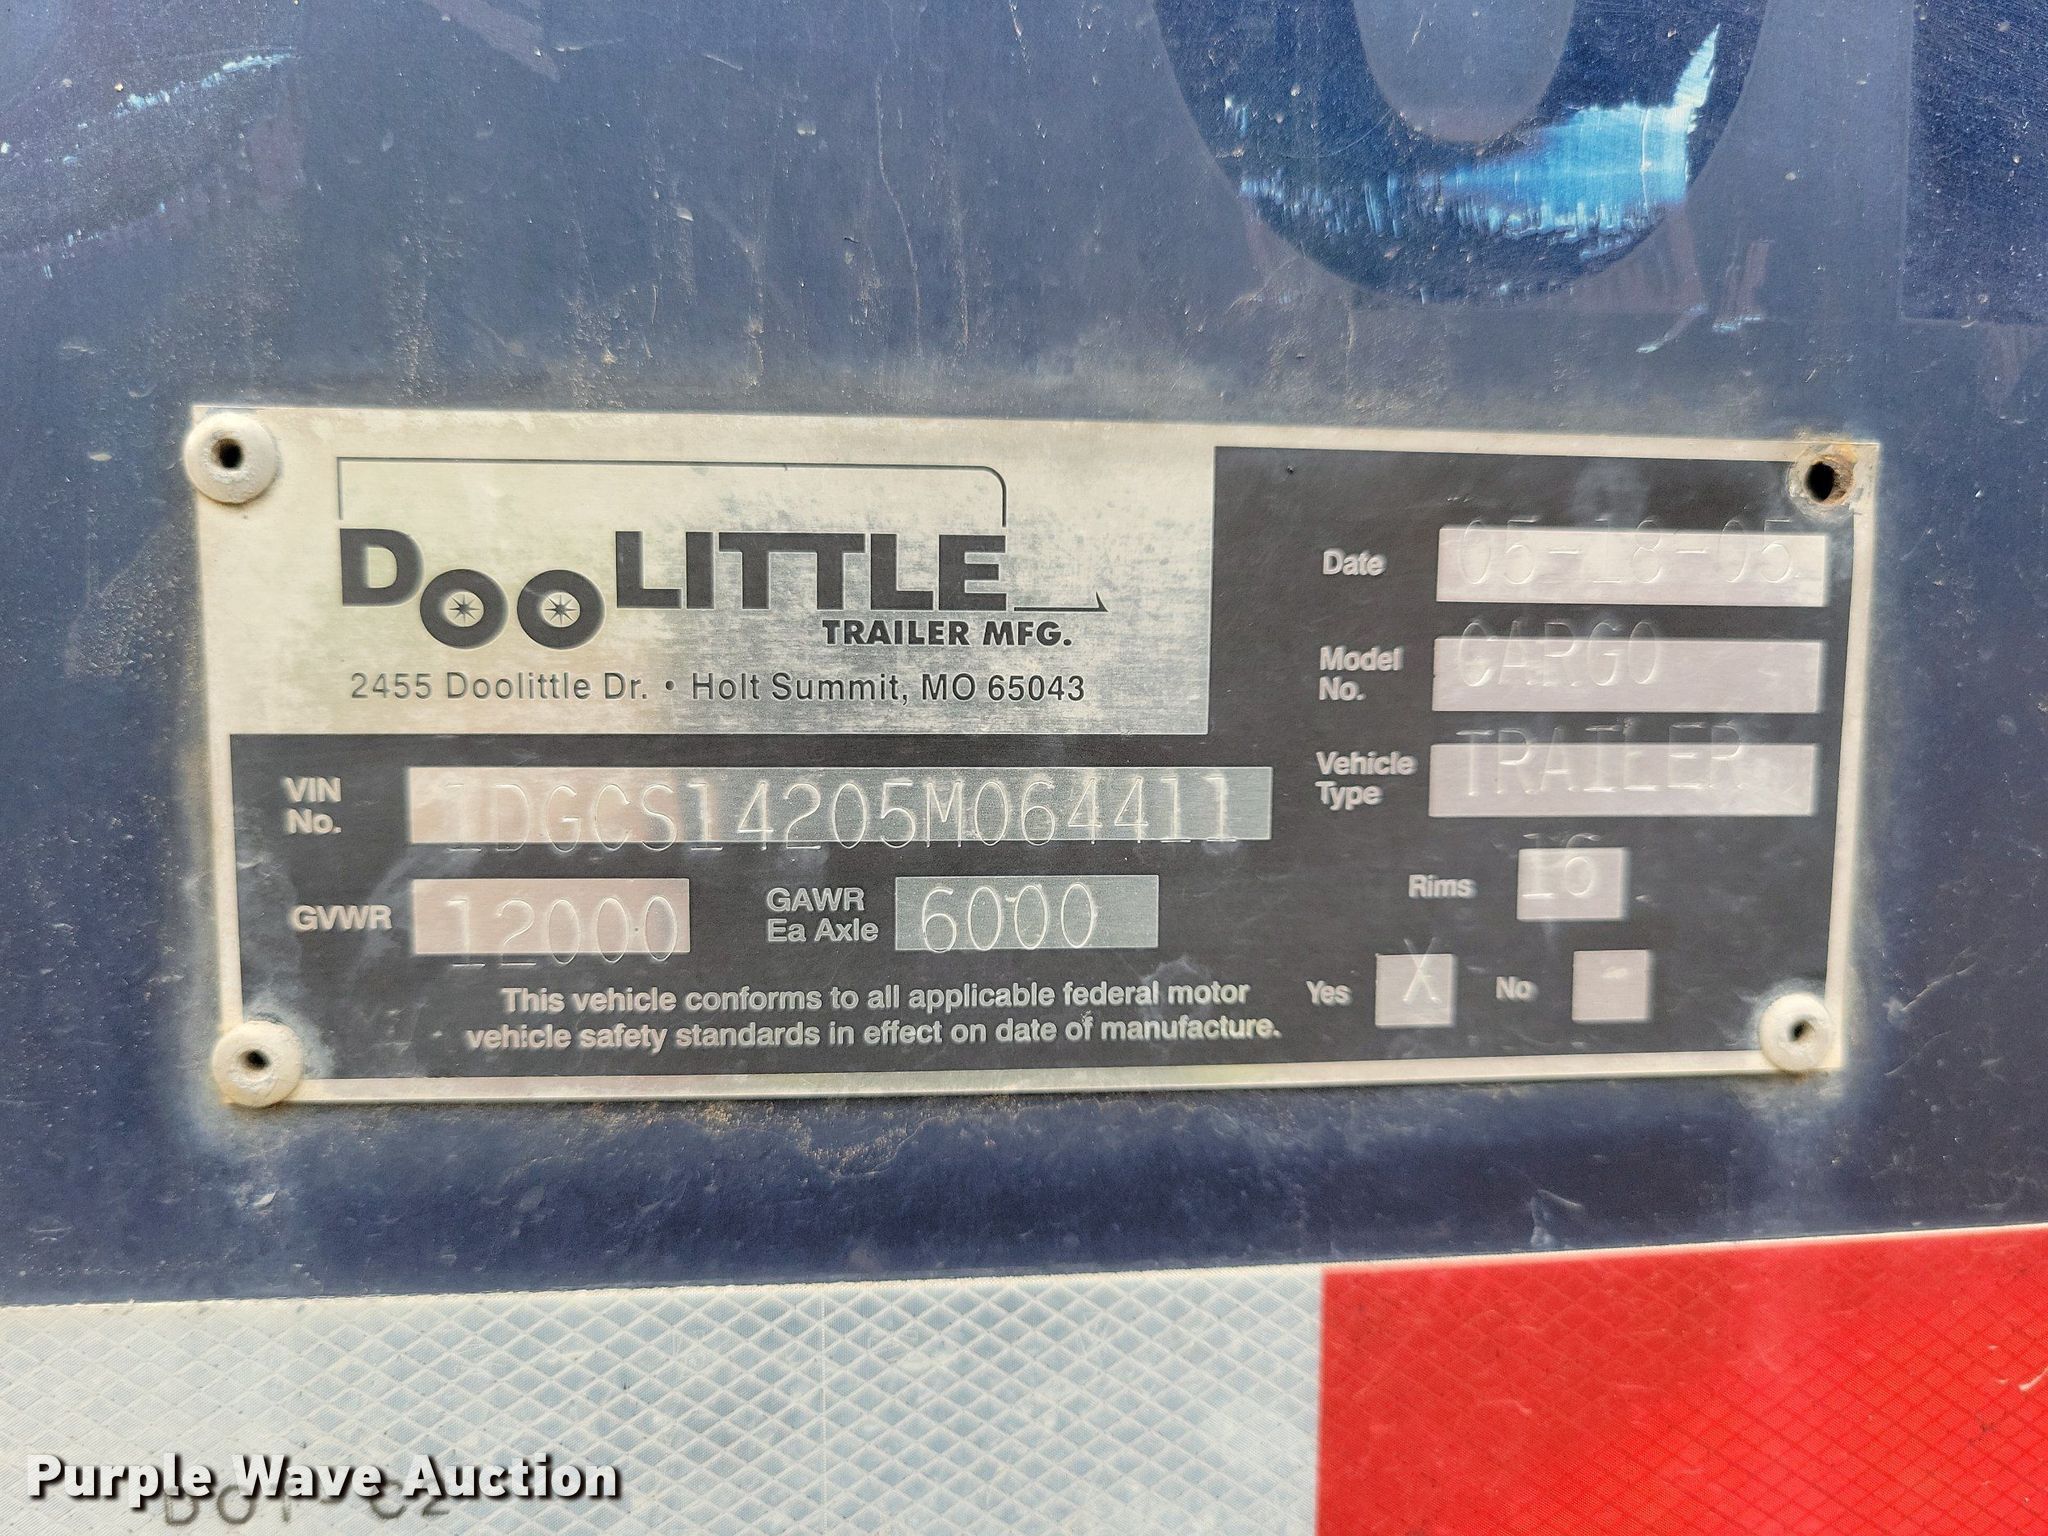 DOOLITTLE
TRAILER MFG.
2455 Doolittle Dr. • Holt Summit, MO 65043
Date 05-18-05
Model No. CARGO
Vehicle Type TRAILER
VIN No. 1DGCS14205M064411
Rims 16
GVWR 12000 GAWR Ea Axle 6000
Yes X No -
This vehicle conforms to all applicable federal motor
vehicle safety standards in effect on date of manufacture.
Purple Wave Auction
DOT-C2